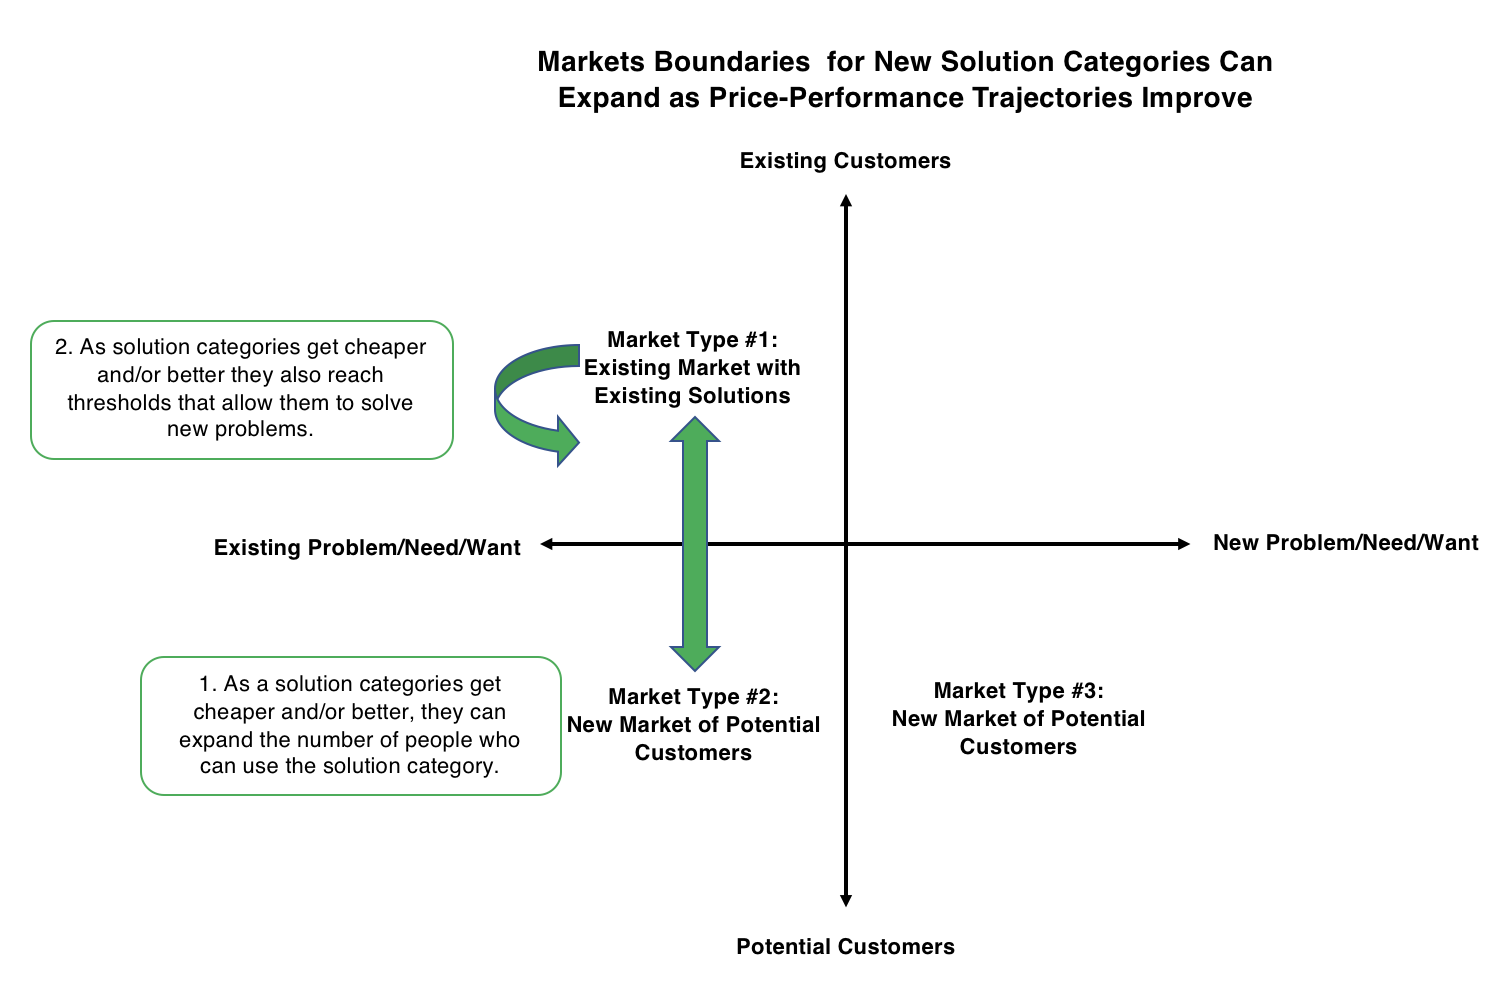 Markets Boundaries  for New Solution Categories Can
Expand as Price-Performance Trajectories Improve
Existing Customers
2. As solution categories get cheaper
and/or better they also reach
thresholds that allow them to solve
new problems.
Market Type #1:
Existing Market with
Existing Solutions
Existing Problem/Need/Want
New Problem/Need/Want
1. As a solution categories get
cheaper and/or better, they can
expand the number of people who
can use the solution category.
Market Type #2:
New Market of Potential
Customers
Market Type #3:
New Market of Potential
Customers
Potential Customers